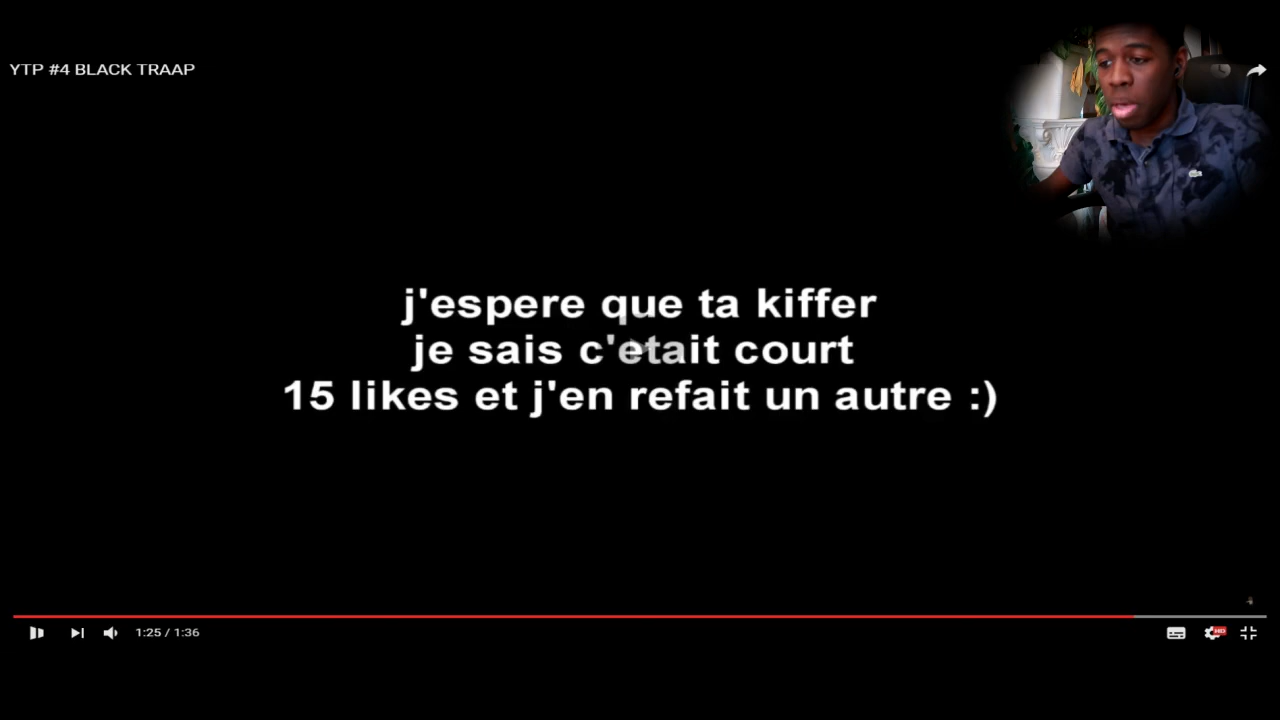 YTP #4 BLACK TRAAP
j'espere que ta kiffer
je sais c'etait court
15 likes et j'en refait un autre :)
1:25 / 1:36
HD